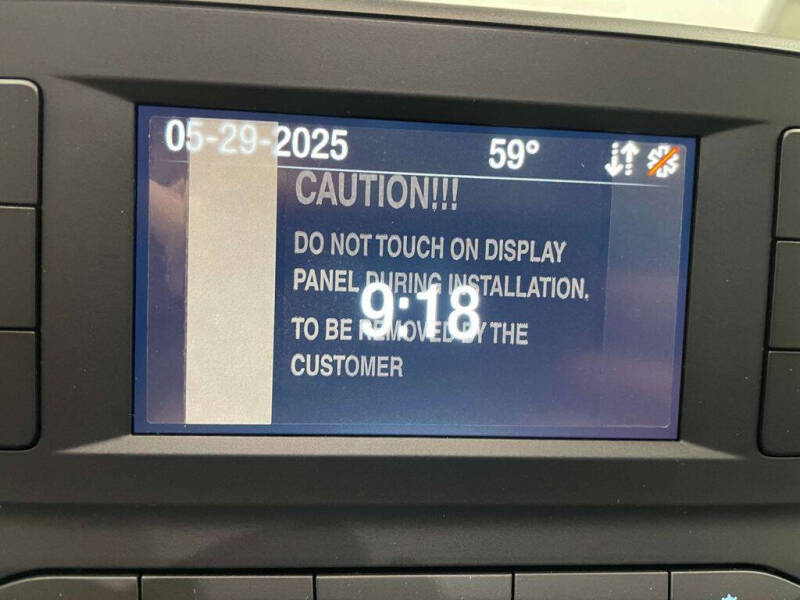 05-29-2025 59°
CAUTION!!!
DO NOT TOUCH ON DISPLAY
PANEL DURING INSTALLATION,
9:18
TO BE REMOVED BY THE
CUSTOMER